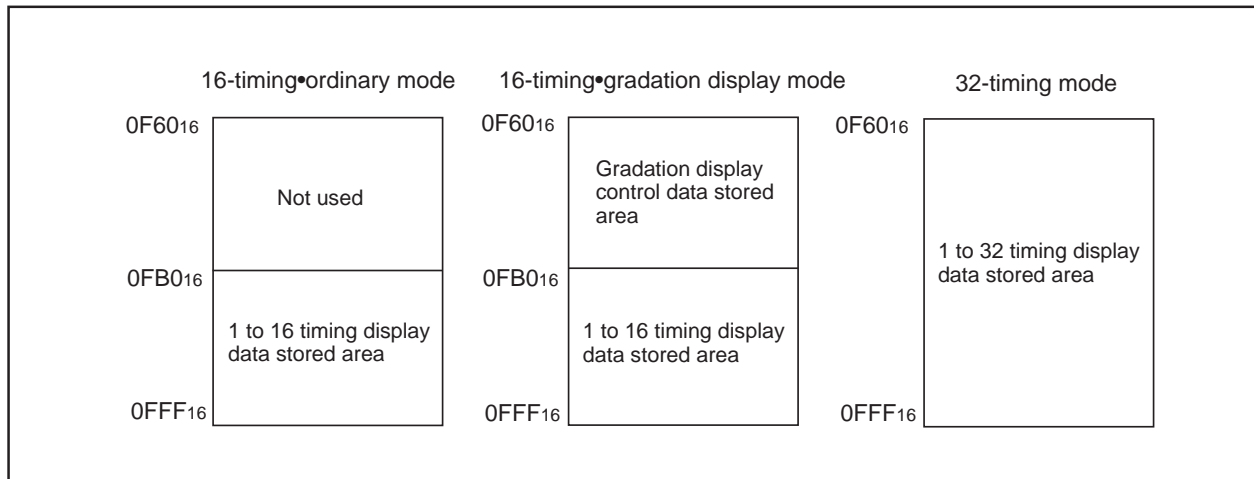 16-timing•ordinary mode
0F6016
Not used
0FB016
1 to 16 timing display
data stored area
0FFF16
16-timing•gradation display mode
0F6016
Gradation display
control data stored
area
0FB016
1 to 16 timing display
data stored area
0FFF16
32-timing mode
0F6016
1 to 32 timing display
data stored area
0FFF16